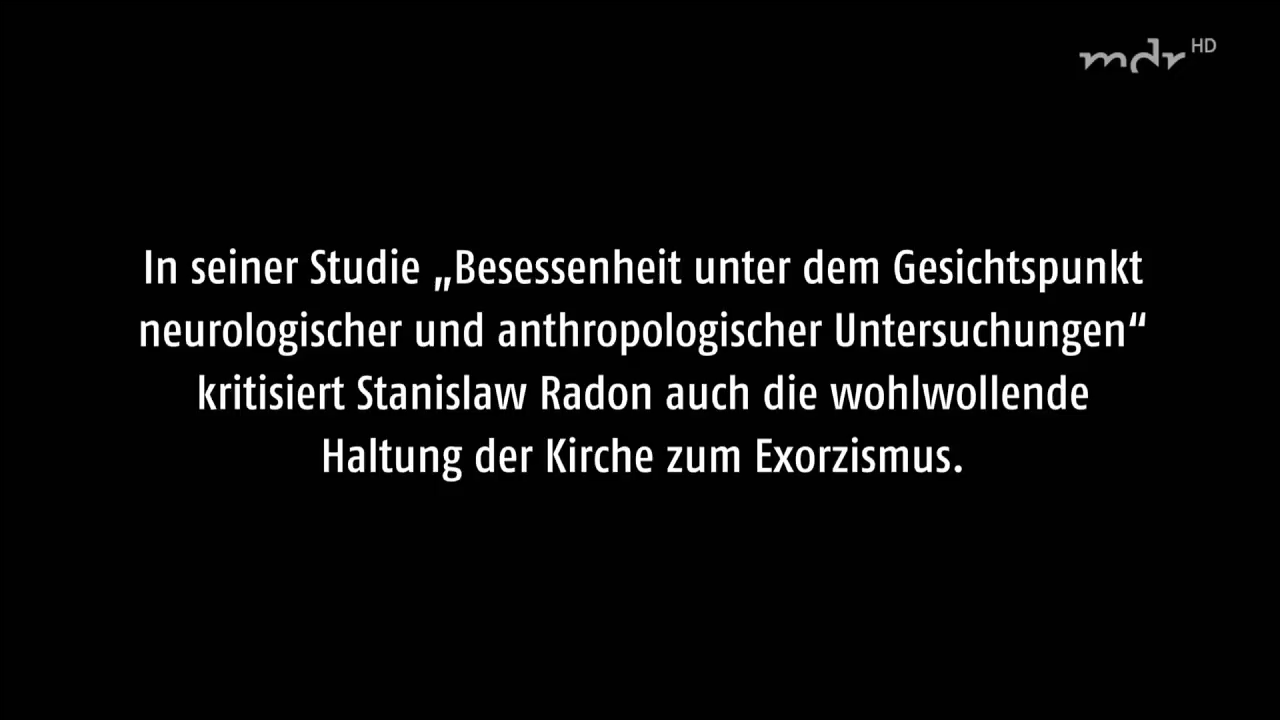 mdr HD
In seiner Studie „Besessenheit unter dem Gesichtspunkt
neurologischer und anthropologischer Untersuchungen“
kritisiert Stanislaw Radon auch die wohlwollende
Haltung der Kirche zum Exorzismus.